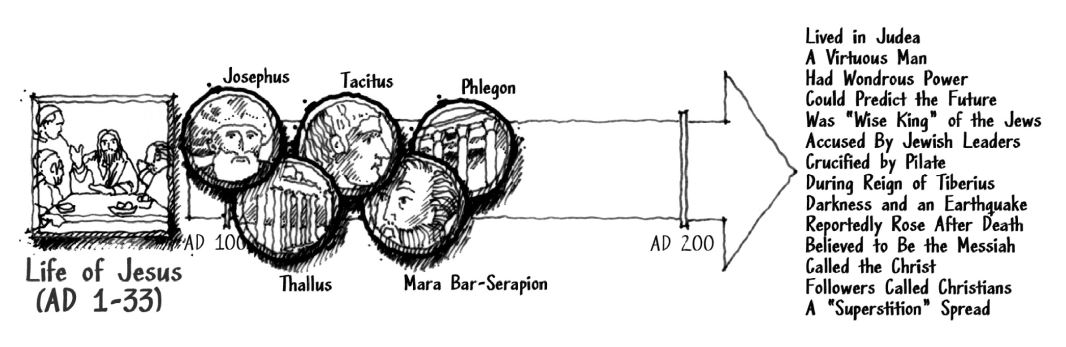 Josephus
Tacitus
Phlegon
AD 100
Thallus
Mara Bar-Serapion
AD 200
Life of Jesus
(AD 1-33)
Lived in Judea
A Virtuous Man
Had Wondrous Power
Could Predict the Future
Was "Wise King" of the Jews
Accused By Jewish Leaders
Crucified by Pilate
During Reign of Tiberius
Darkness and an Earthquake
Reportedly Rose After Death
Believed to Be the Messiah
Called the Christ
Followers Called Christians
A "Superstition" Spread